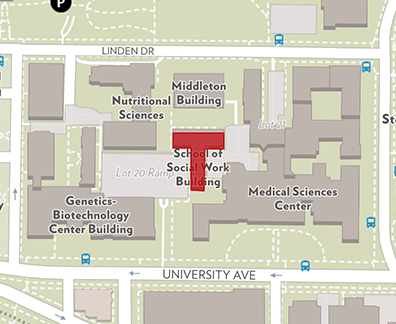 P
LINDEN DR
Middleton
Building
Nutritional
Sciences
Lot 21
School of
Social Work
Building
Lot 20 Ramp
Medical Sciences
Center
Genetics-
Biotechnology
Center Building
UNIVERSITY AVE